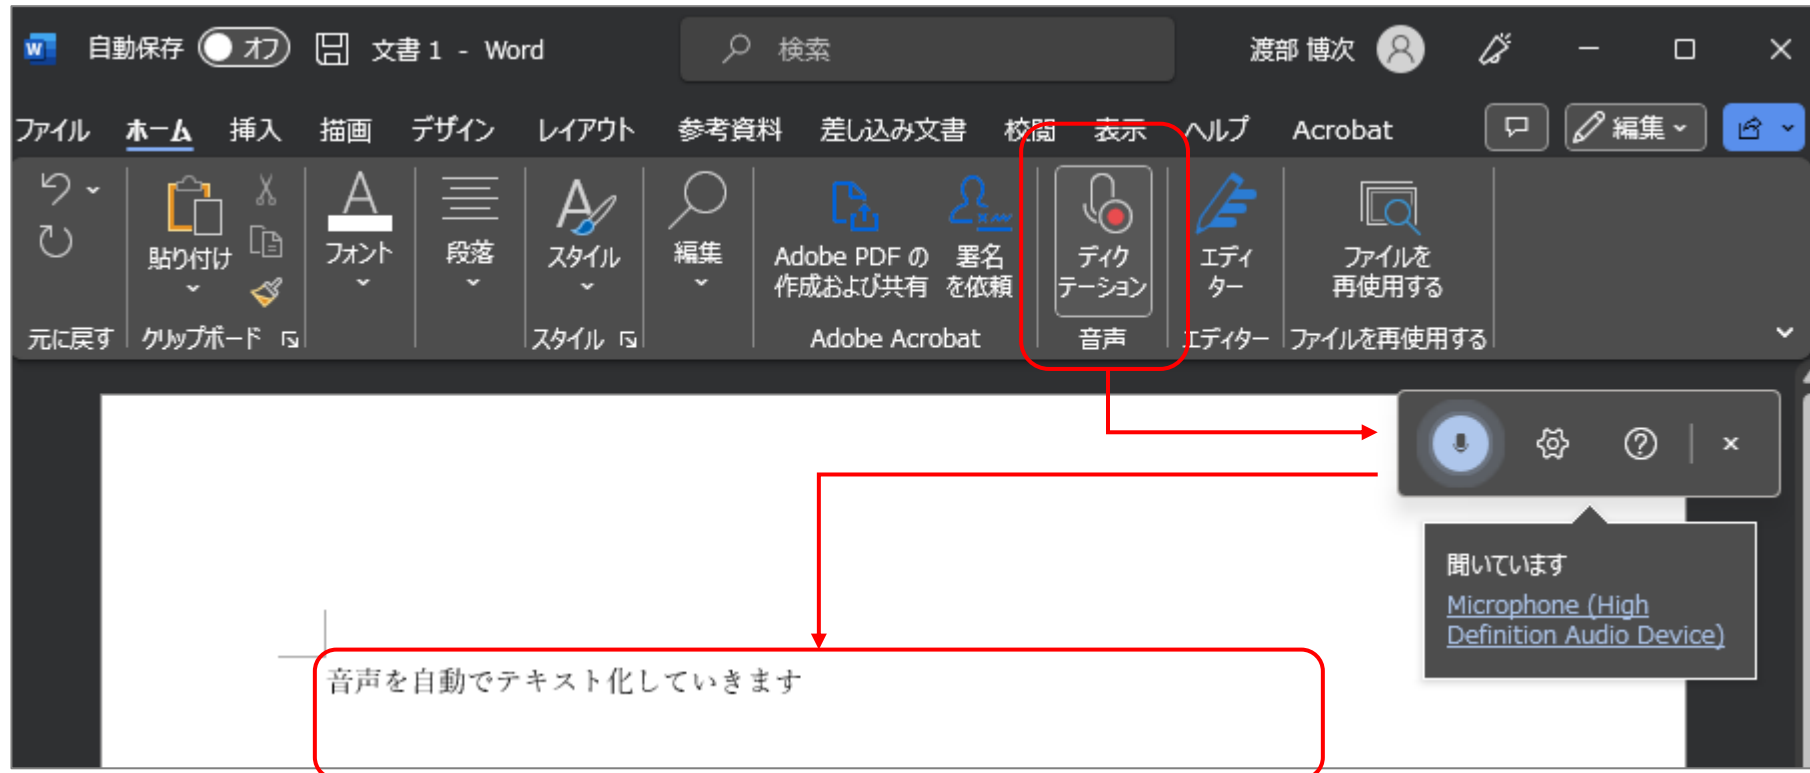 W 自動保存 オフ 文書 1 - Word 検索 渡部 博次
ファイル ホーム 挿入 描画 デザイン レイアウト 参考資料 差し込み文書 校閲 表示 ヘルプ Acrobat 編集
貼り付け
フォント
段落
スタイル
編集
Adobe PDF の
作成および共有
署名
を依頼
ディク
テーション
エディ
ター
ファイルを
再使用する
元に戻す クリップボード スタイル Adobe Acrobat 音声 エディター ファイルを再使用する
聞いています
Microphone (High
Definition Audio Device)
音声を自動でテキスト化していきます